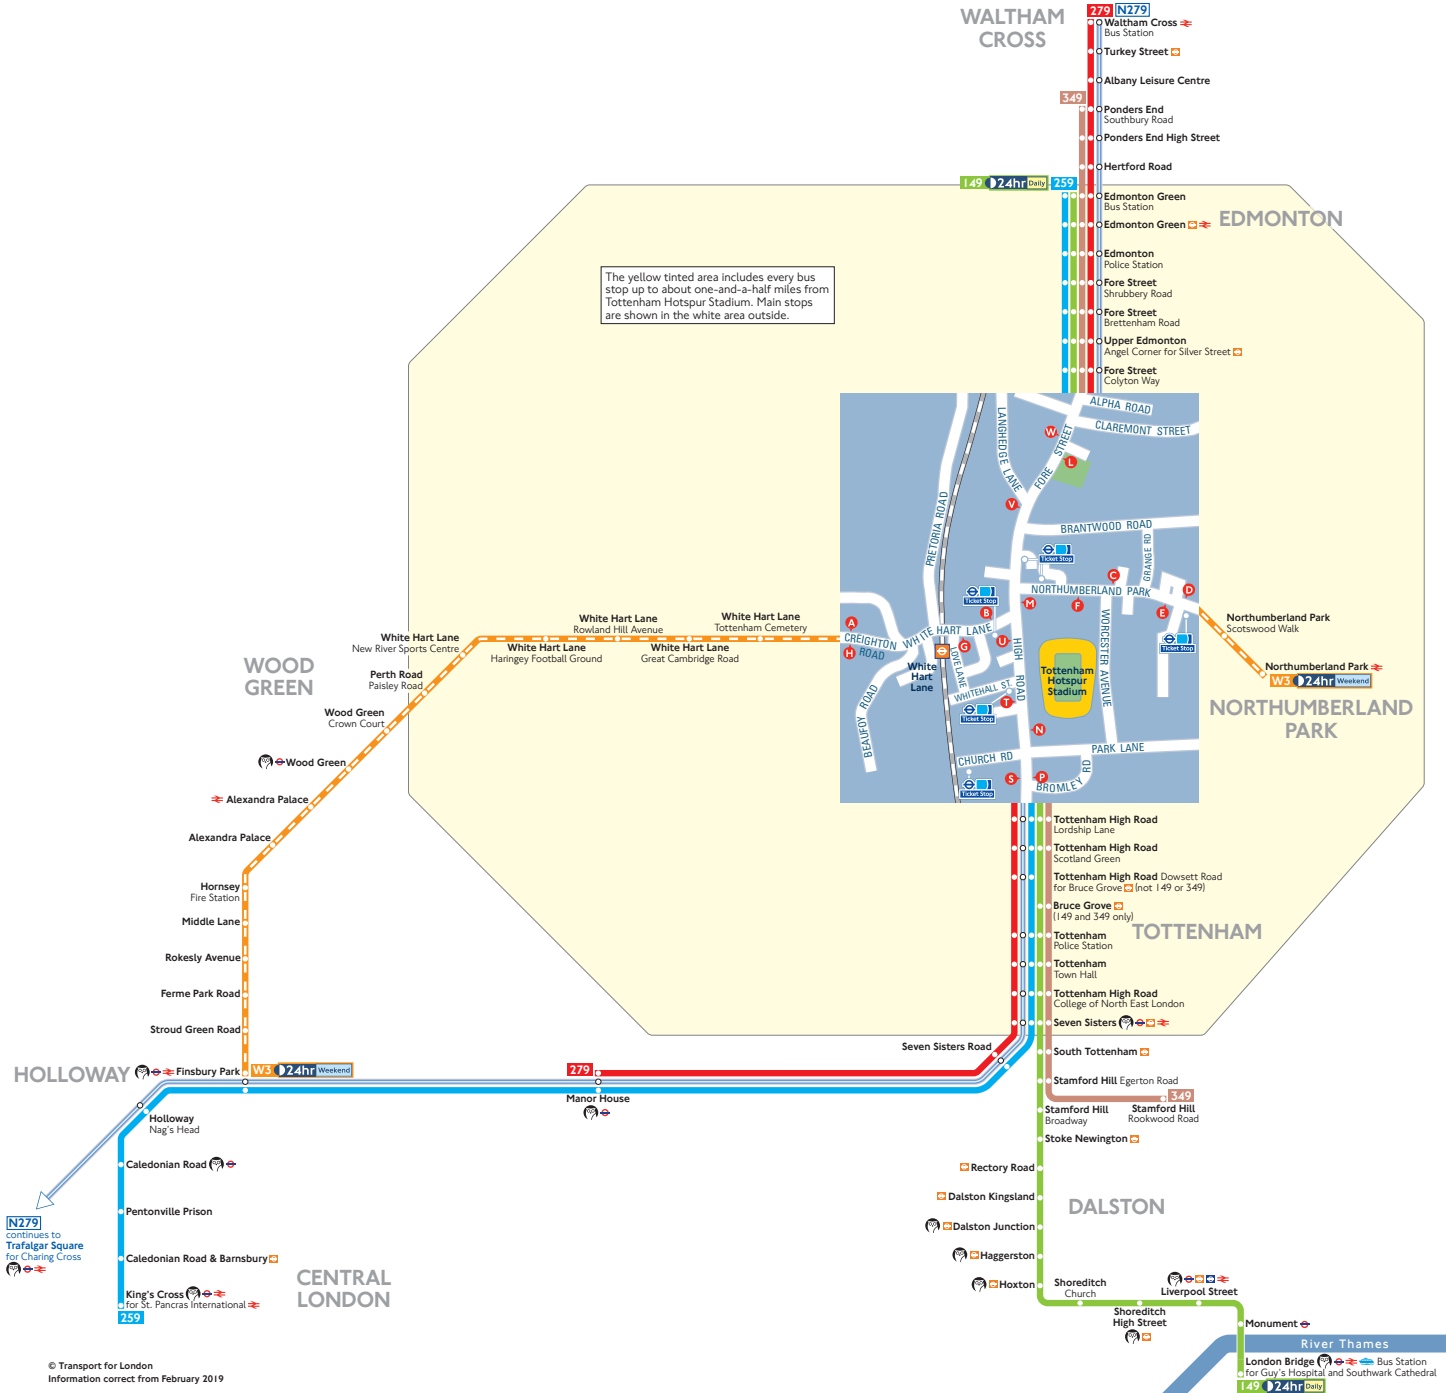 WALTHAM
CROSS
279 N279
Waltham Cross
Bus Station
Turkey Street
Albany Leisure Centre
349
Ponders End
Southbury Road
Ponders End High Street
Hertford Road
149 24hr Daily 259
Edmonton Green
Bus Station
EDMONTON
Edmonton Green
Edmonton
Police Station
Fore Street
Shrubbery Road
Fore Street
Brettenham Road
Upper Edmonton
Angel Corner for Silver Street
Fore Street
Colyton Way
The yellow tinted area includes every bus
stop up to about one-and-a-half miles from
Tottenham Hotspur Stadium. Main stops
are shown in the white area outside.
ALPHA ROAD
CLAREMONT STREET
LANGHEDGE LANE
FORE STREET
W
L
V
PRETORIA ROAD
BRANTWOOD ROAD
GRANGE RD
Ticket Stop
C
D
NORTHUMBERLAND PARK
Ticket Stop
B
M
F
E
A
CREIGHTON
ROAD
H
WHITE HART LANE
G
U
LOVE LANE
HIGH ROAD
WORCESTER AVENUE
Ticket Stop
White
Hart
Lane
Tottenham
Hotspur
Stadium
WHITEHALL ST.
T
Ticket Stop
BEAUFOY ROAD
N
CHURCH RD
PARK LANE
S
P
BROMLEY RD
Ticket Stop
Northumberland Park
Scotswood Walk
Northumberland Park
W3 24hr Weekend
NORTHUMBERLAND
PARK
White Hart Lane
Tottenham Cemetery
White Hart Lane
Great Cambridge Road
White Hart Lane
Rowland Hill Avenue
White Hart Lane
Haringey Football Ground
White Hart Lane
New River Sports Centre
WOOD
GREEN
Perth Road
Paisley Road
Wood Green
Crown Court
Wood Green
Alexandra Palace
Alexandra Palace
Hornsey
Fire Station
Middle Lane
Rokesly Avenue
Ferme Park Road
Stroud Green Road
HOLLOWAY
Finsbury Park
W3 24hr Weekend
Tottenham High Road
Lordship Lane
Tottenham High Road
Scotland Green
Tottenham High Road Dowsett Road
for Bruce Grove (not 149 or 349)
Bruce Grove
(149 and 349 only)
TOTTENHAM
Tottenham
Police Station
Tottenham
Town Hall
Tottenham High Road
College of North East London
Seven Sisters
Seven Sisters Road
South Tottenham
279
Manor House
Stamford Hill Egerton Road
349
Stamford Hill
Broadway
Stamford Hill
Rookwood Road
Stoke Newington
Rectory Road
Dalston Kingsland
DALSTON
Dalston Junction
Haggerston
Hoxton
Shoreditch
Church
Shoreditch
High Street
Liverpool Street
Monument
River Thames
London Bridge Bus Station
for Guy's Hospital and Southwark Cathedral
149 24hr Daily
Holloway
Nag's Head
Caledonian Road
Pentonville Prison
N279
continues to
Trafalgar Square
for Charing Cross
Caledonian Road & Barnsbury
King's Cross
for St. Pancras International
259
CENTRAL
LONDON
© Transport for London
Information correct from February 2019